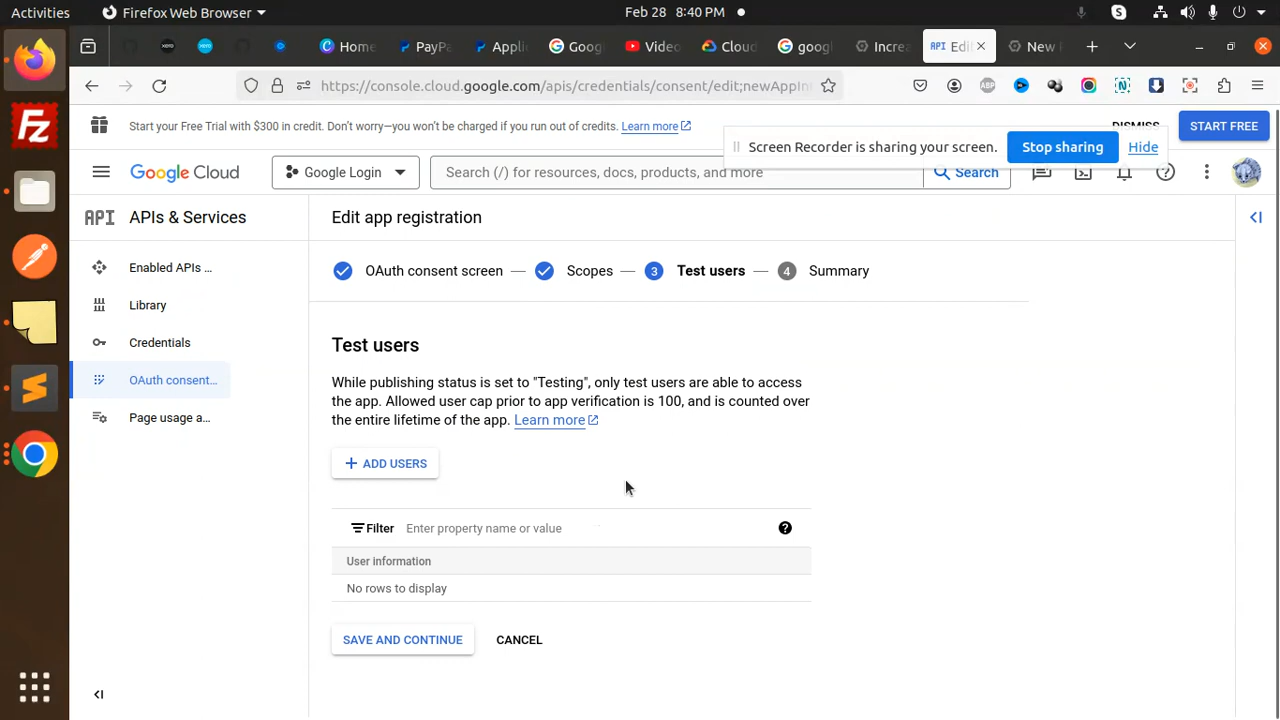 Activities
Firefox Web Browser
Feb 28 8:40 PM
Home
PayPa
Applic
Goog
Video
Cloud
goog
Increa
API Edi
New
https://console.cloud.google.com/apis/credentials/consent/edit;newAppIn
Start your Free Trial with $300 in credit. Don't worry—you won't be charged if you run out of credits. Learn more
DISMISS
START FREE
Screen Recorder is sharing your screen.
Stop sharing
Hide
Google Cloud
Google Login
Search (/) for resources, docs, products, and more
Search
API APIs & Services
Enabled APIs ...
Library
Credentials
OAuth consent...
Page usage a...
Edit app registration
OAuth consent screen
Scopes
3 Test users
4 Summary
Test users
While publishing status is set to "Testing", only test users are able to access
the app. Allowed user cap prior to app verification is 100, and is counted over
the entire lifetime of the app. Learn more
ADD USERS
Filter Enter property name or value
User information
No rows to display
SAVE AND CONTINUE
CANCEL